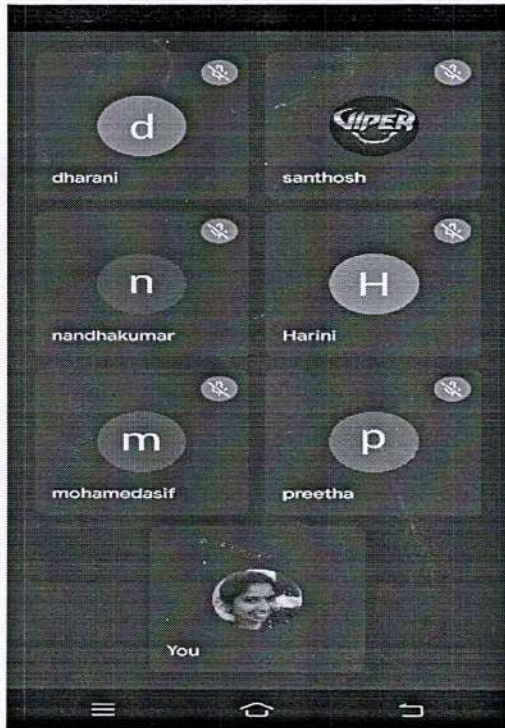 d
dharani
VIPER
santhosh
n
nandhakumar
H
Harini
m
mohamedasif
p
preetha
You